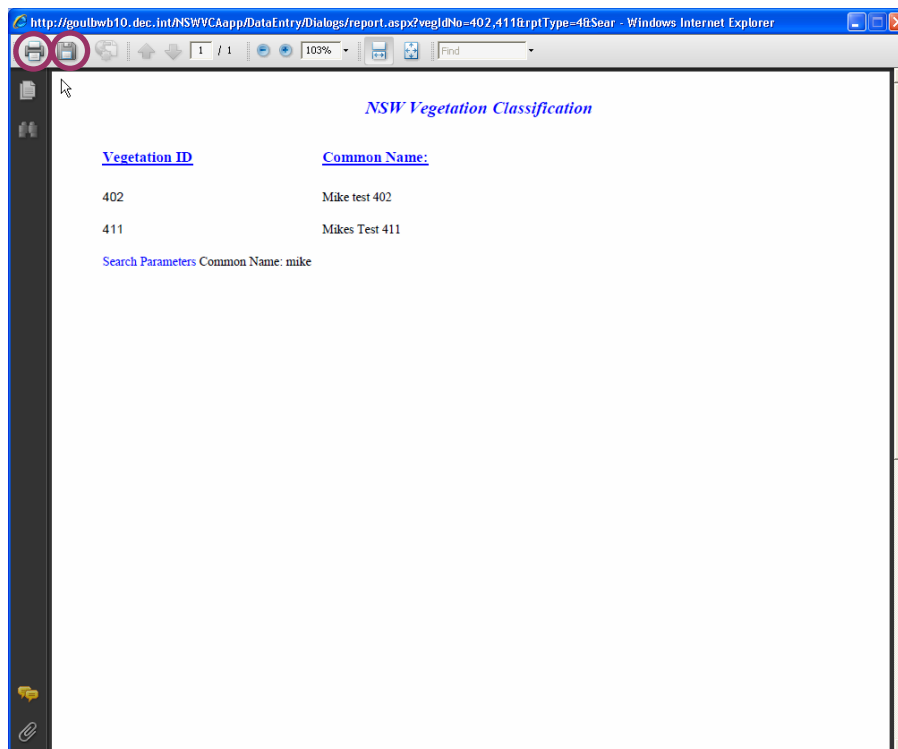 http://goulbwb10.dec.int/NSWVCAapp/DataEntry/Dialogs/report.aspx?vegIdNo=402,411&rptType=4&Sear - Windows Internet Explorer
1 / 1 103% Find
NSW Vegetation Classification
Vegetation ID Common Name:
402 Mike test 402
411 Mikes Test 411
Search Parameters Common Name: mike